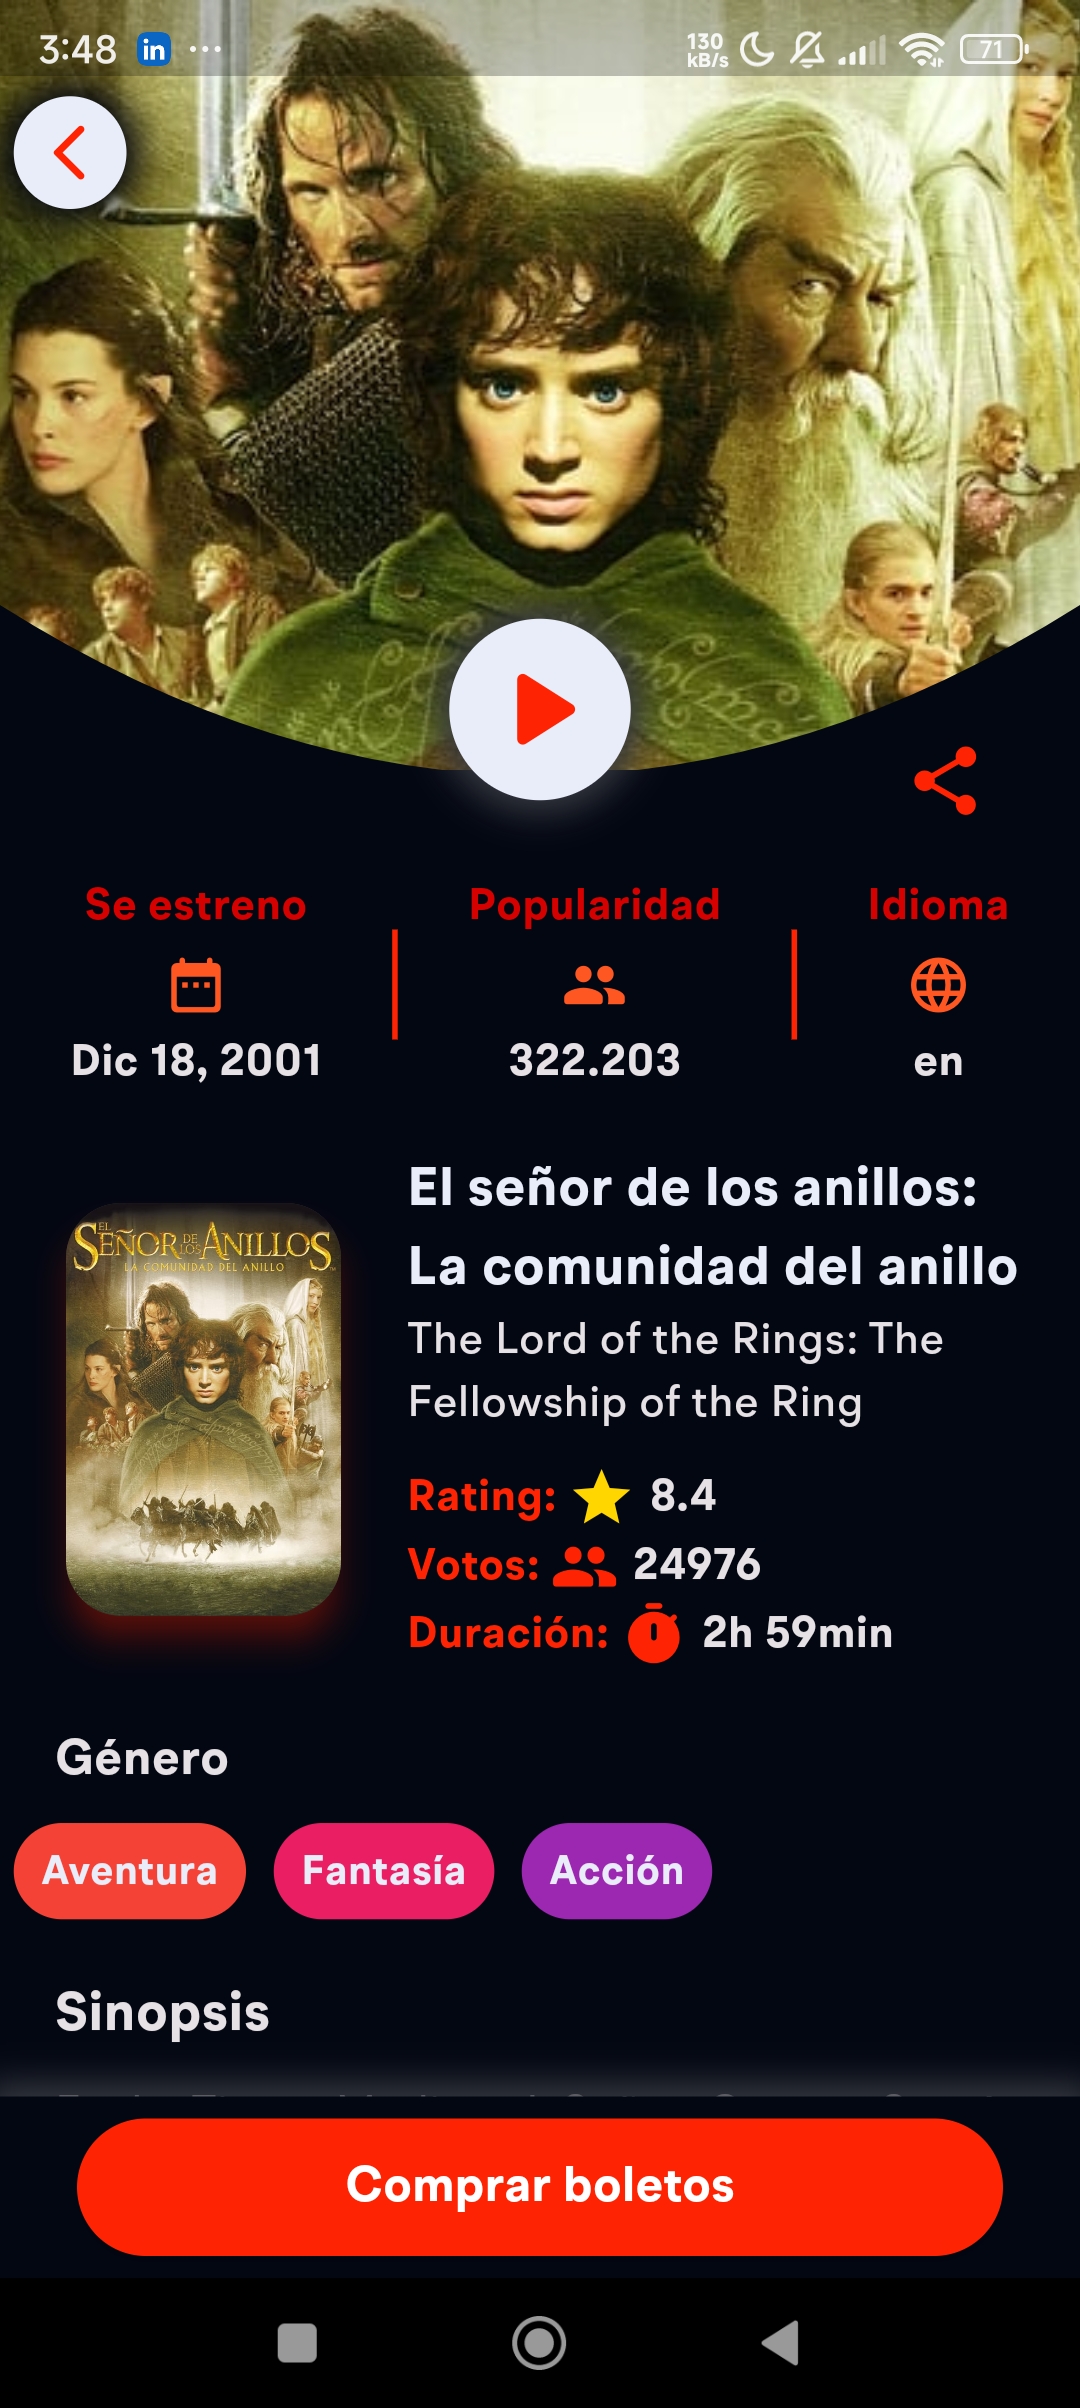 3:48 in ... 130 kB/s 71
Se estreno Popularidad Idioma
Dic 18, 2001 322.203 en
El señor de los anillos:
La comunidad del anillo
The Lord of the Rings: The
Fellowship of the Ring
EL SEÑOR DE LOS ANILLOS
LA COMUNIDAD DEL ANILLO
Rating: 8.4
Votos: 24976
Duración: 2h 59min
Género
Aventura Fantasía Acción
Sinopsis
Comprar boletos